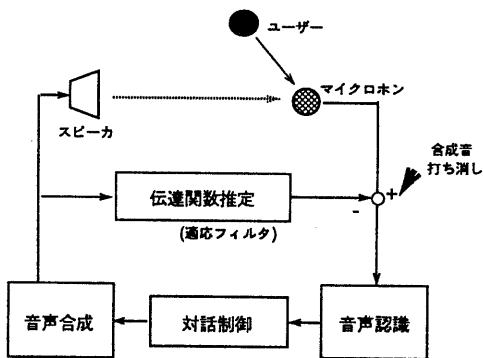 ユーザー
マイクロホン
スピーカ
合成音
打ち消し
伝達関数推定
+
-
(適応フィルタ)
音声合成
対話制御
音声認識